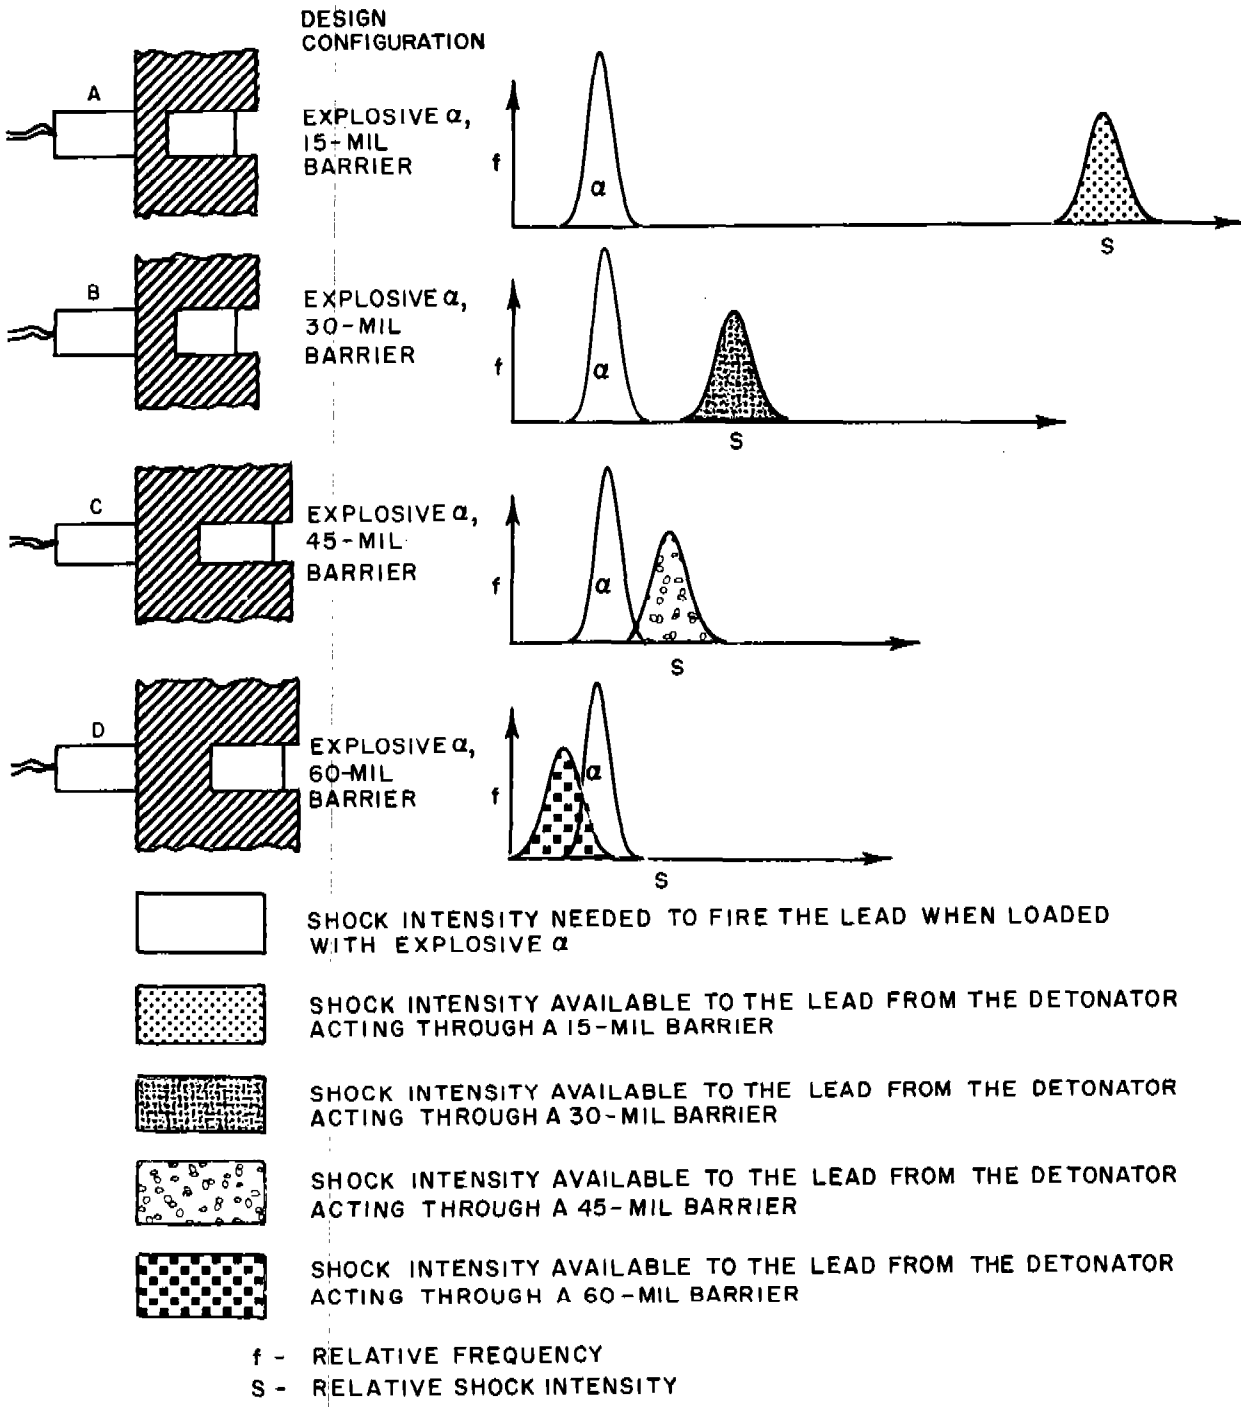 DESIGN
CONFIGURATION
A
EXPLOSIVE α,
15-MIL
BARRIER
f
α
S
B
EXPLOSIVE α,
30-MIL
BARRIER
f
α
S
C
EXPLOSIVE α,
45-MIL
BARRIER
f
α
S
D
EXPLOSIVE α,
60-MIL
BARRIER
f
α
S
SHOCK INTENSITY NEEDED TO FIRE THE LEAD WHEN LOADED
WITH EXPLOSIVE α
SHOCK INTENSITY AVAILABLE TO THE LEAD FROM THE DETONATOR
ACTING THROUGH A 15-MIL BARRIER
SHOCK INTENSITY AVAILABLE TO THE LEAD FROM THE DETONATOR
ACTING THROUGH A 30-MIL BARRIER
SHOCK INTENSITY AVAILABLE TO THE LEAD FROM THE DETONATOR
ACTING THROUGH A 45-MIL BARRIER
SHOCK INTENSITY AVAILABLE TO THE LEAD FROM THE DETONATOR
ACTING THROUGH A 60-MIL BARRIER
f - RELATIVE FREQUENCY
S - RELATIVE SHOCK INTENSITY